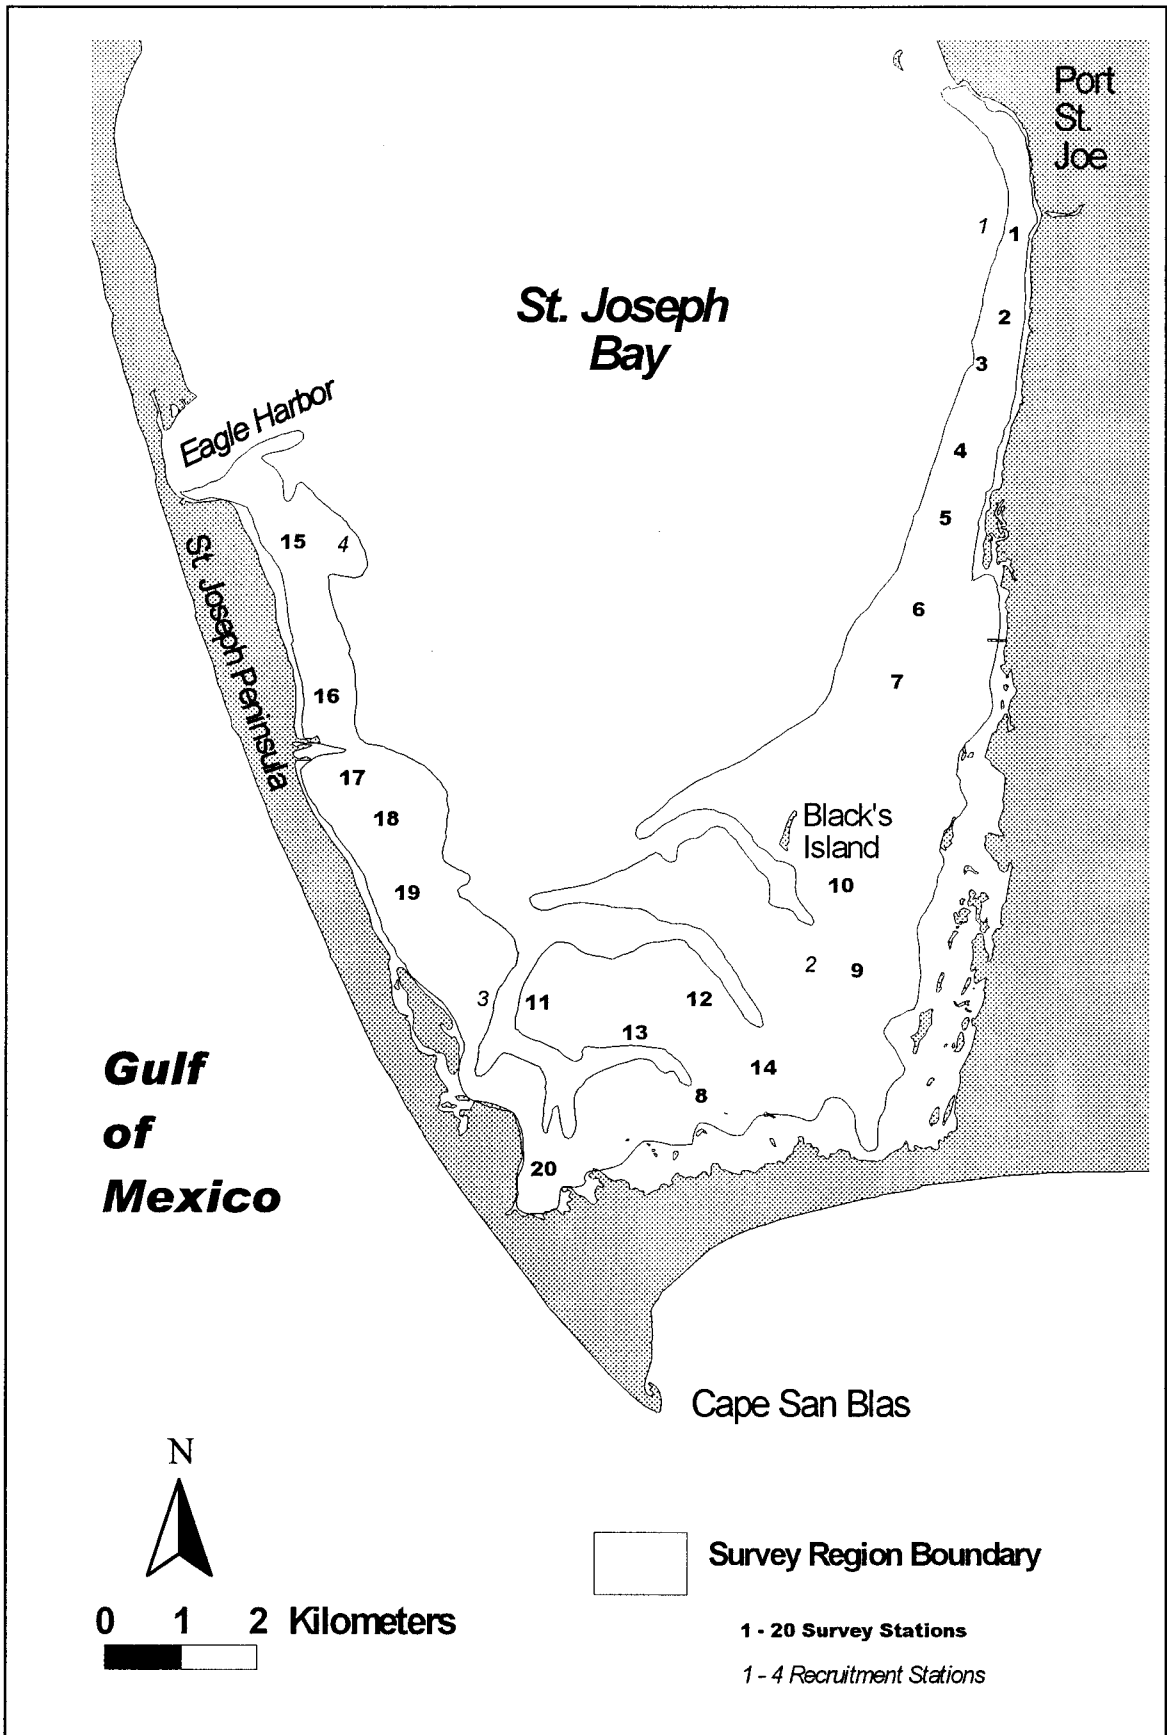 Port
St.
Joe
1
1
St. Joseph
Bay
2
3
Eagle Harbor
4
5
15
4
St. Joseph Peninsula
6
7
16
17
18
Black's
Island
19
10
2
9
3
11
12
13
14
8
Gulf
of
Mexico
20
Cape San Blas
N
0 1 2 Kilometers
Survey Region Boundary
1 - 20 Survey Stations
1 - 4 Recruitment Stations